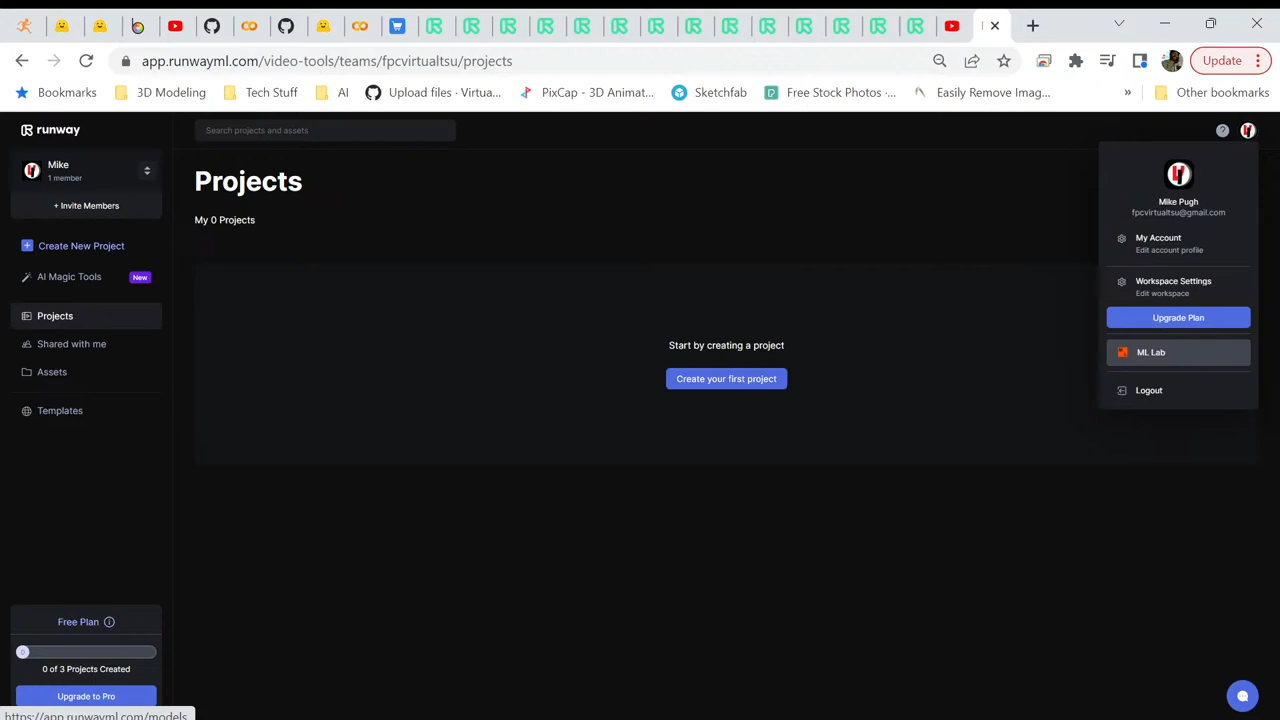 app.runwayml.com/video-tools/teams/fpcvirtualtsu/projects
Update
Bookmarks
3D Modeling
Tech Stuff
AI
Upload files · Virtua...
PixCap - 3D Animat...
Sketchfab
Free Stock Photos ·...
Easily Remove Imag...
»
Other bookmarks
runway
Search projects and assets
Mike
1 member
+ Invite Members
Create New Project
AI Magic Tools
New
Projects
Shared with me
Assets
Templates
Projects
My 0 Projects
Start by creating a project
Create your first project
Mike Pugh
fpcvirtualtsu@gmail.com
My Account
Edit account profile
Workspace Settings
Edit workspace
Upgrade Plan
ML Lab
Logout
Free Plan
0
0 of 3 Projects Created
Upgrade to Pro
https://app.runwayml.com/models